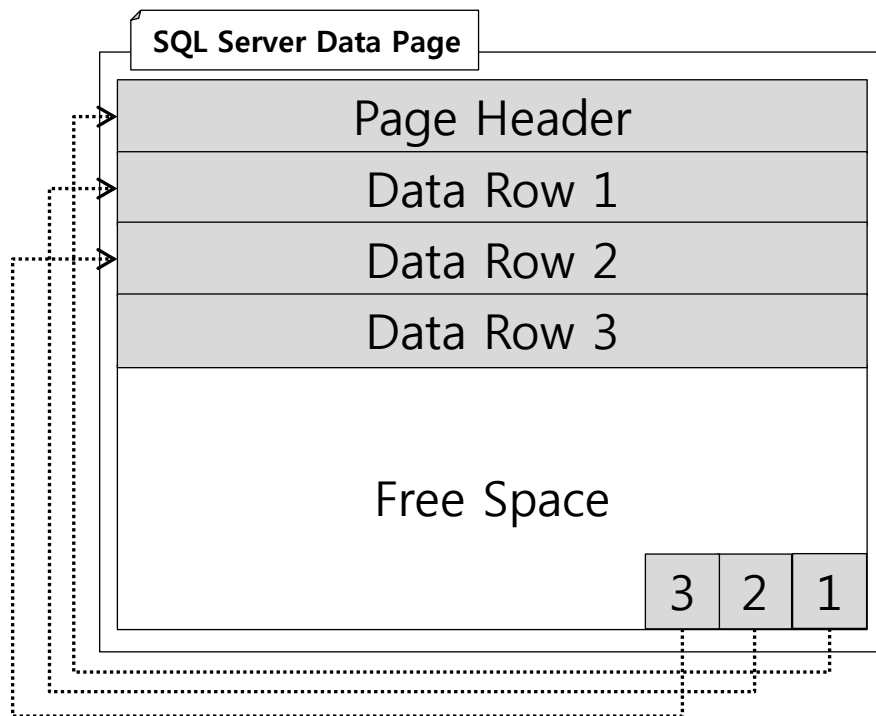 SQL Server Data Page
Page Header
Data Row 1
Data Row 2
Data Row 3
Free Space
3 2 1